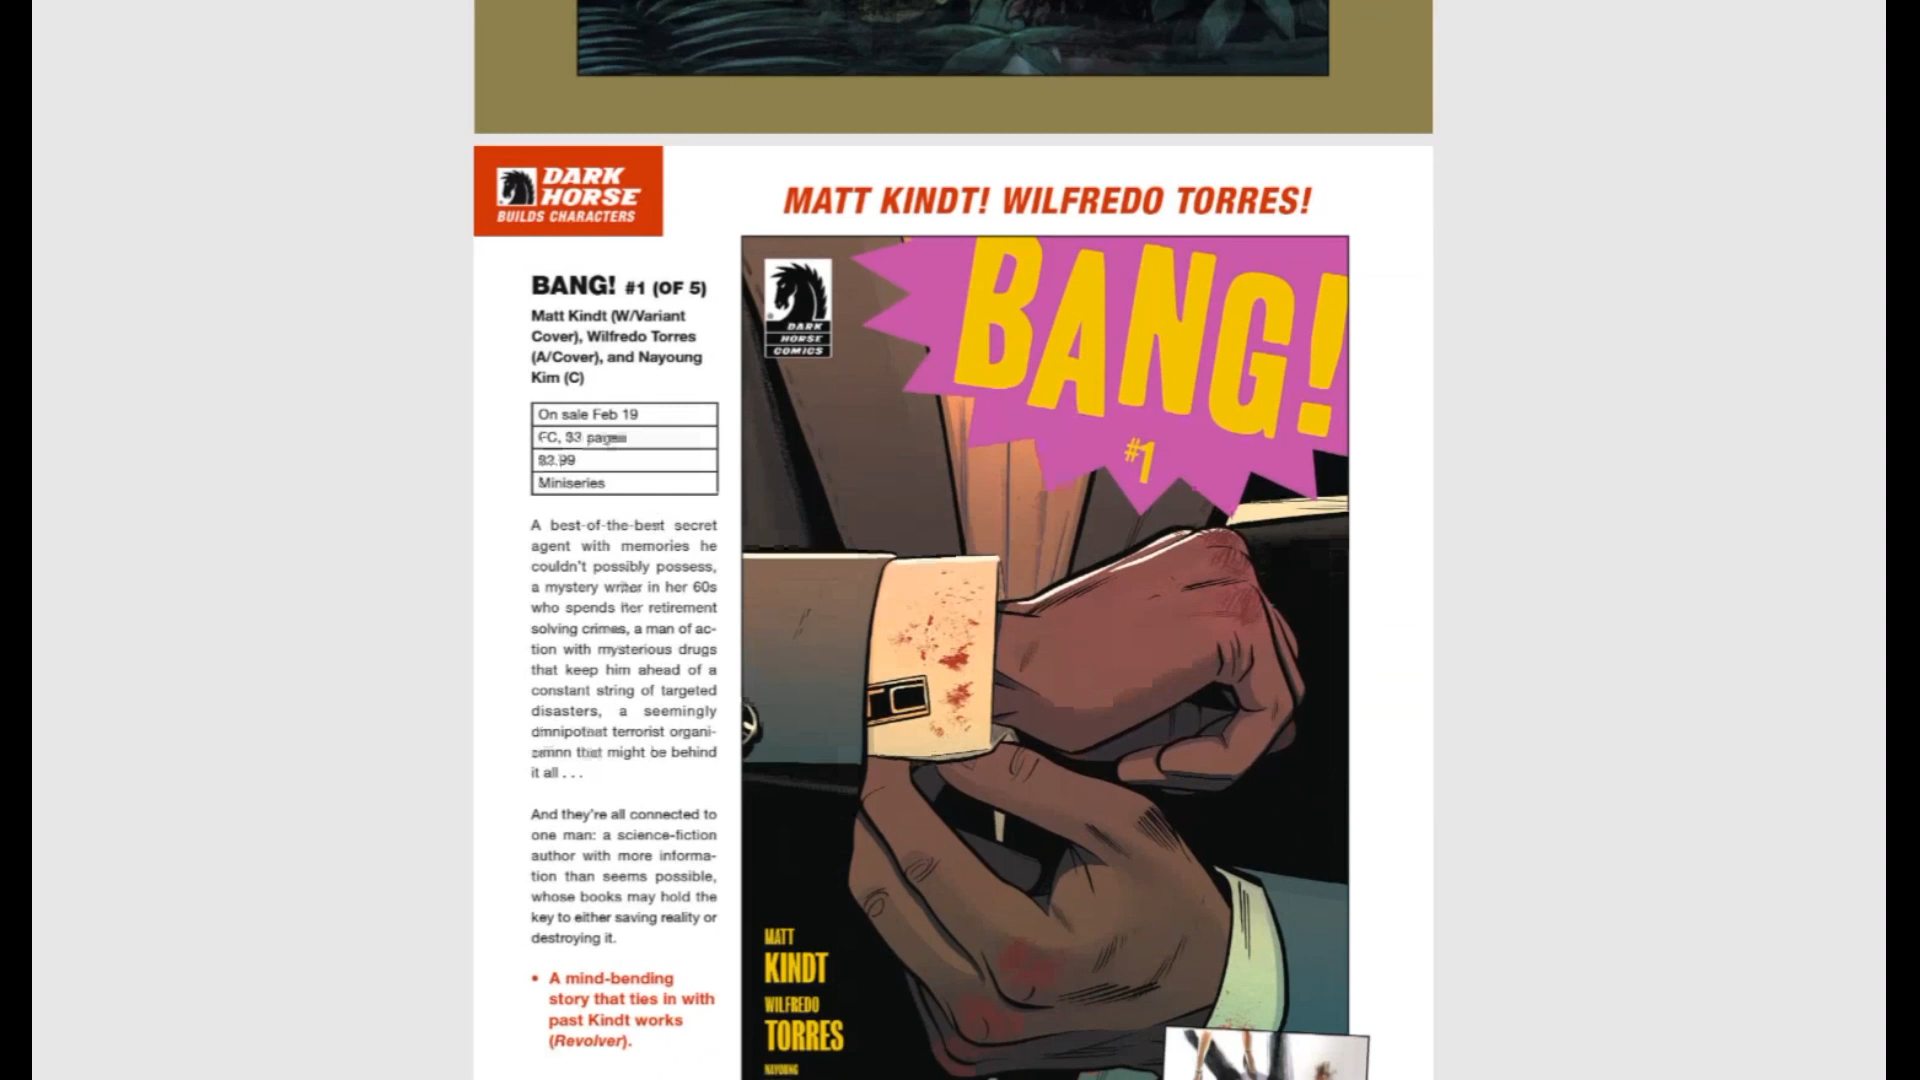 DARK
HORSE
BUILDS CHARACTERS
MATT KINDT! WILFREDO TORRES!
BANG! #1 (OF 5)
Matt Kindt (W/Variant
Cover), Wilfredo Torres
(A/Cover), and Nayoung
Kim (C)
On sale Feb 19
FC, pages
Miniseries
A best-of-the-best secret
agent with memories he
couldn't possibly possess,
a mystery writer in her 60s
who spends her retirement
solving crimes, a man of ac-
tion with mysterious drugs
that keep him ahead of a
constant string of targeted
disasters, a seemingly
terrorist organi-
that might be behind
it all . . .
And they're all connected to
one man: a science-fiction
author with more informa-
tion than seems possible,
whose books may hold the
key to either saving reality or
destroying it.
• A mind-bending
story that ties in with
past Kindt works
(Revolver).
DARK
HORSE
COMICS
BANG!
#1
MATT
KINDT
WILFREDO
TORRES
NAYOUNG